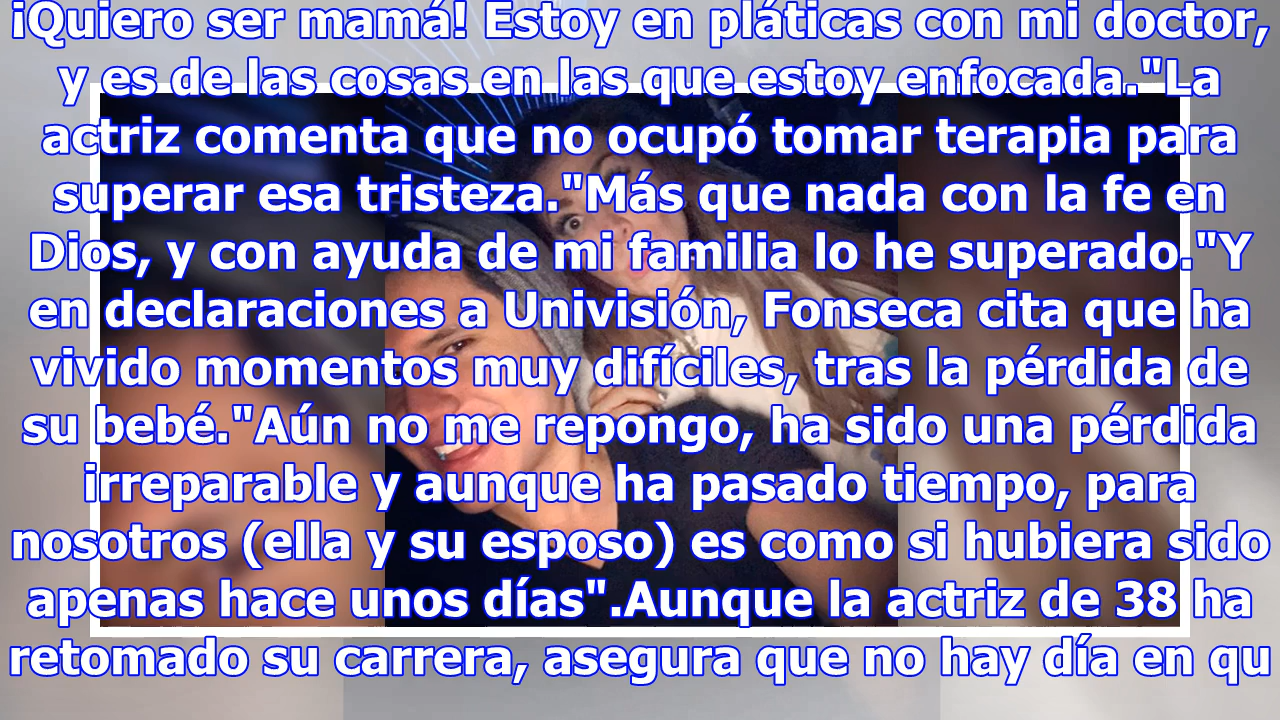 ¡Quiero ser mamá! Estoy en pláticas con mi doctor,
y es de las cosas en las que estoy enfocada."La
actriz comenta que no ocupó tomar terapia para
superar esa tristeza."Más que nada con la fe en
Dios, y con ayuda de mi familia lo he superado."Y
en declaraciones a Univisión, Fonseca cita que ha
vivido momentos muy difíciles, tras la pérdida de
su bebé."Aún no me repongo, ha sido una pérdida
irreparable y aunque ha pasado tiempo, para
nosotros (ella y su esposo) es como si hubiera sido
apenas hace unos días".Aunque la actriz de 38 ha
retomado su carrera, asegura que no hay día en qu